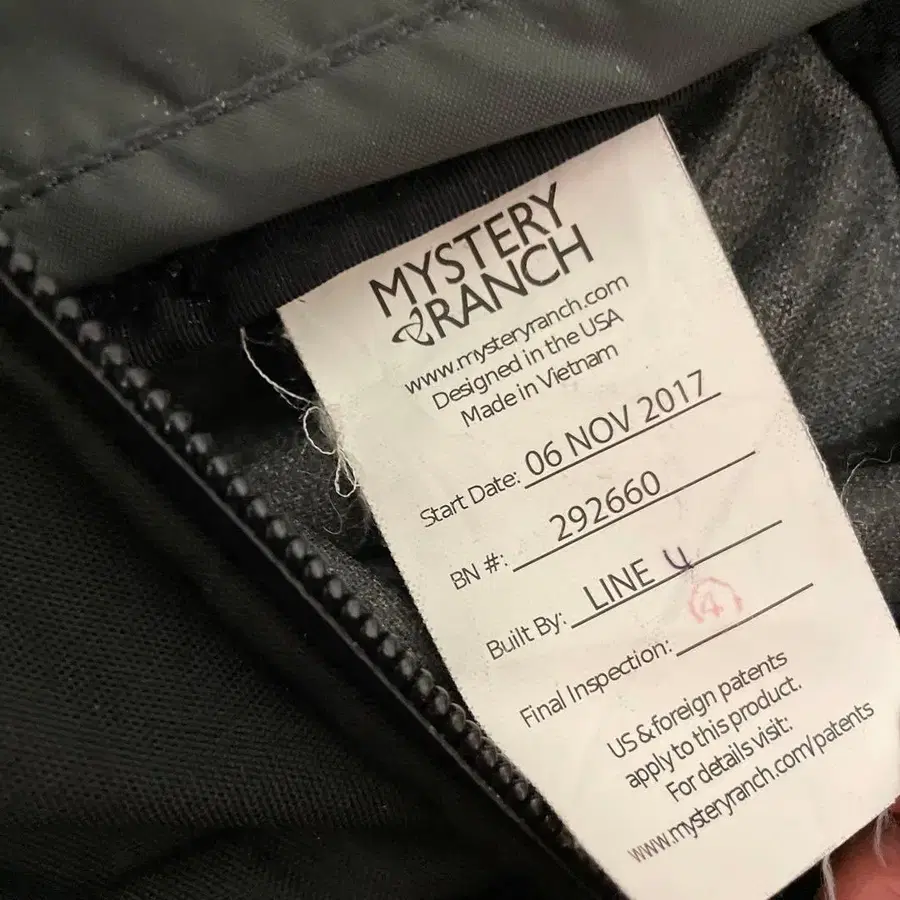 MYSTERY
RANCH
www.mysteryranch.com
Designed in the USA
Made in Vietnam
Start Date: 06 NOV 2017
BN #: 292660
Built By: LINE 4
Final Inspection: 4
US & foreign patents
apply to this product.
For details visit:
www.mysteryranch.com/patents